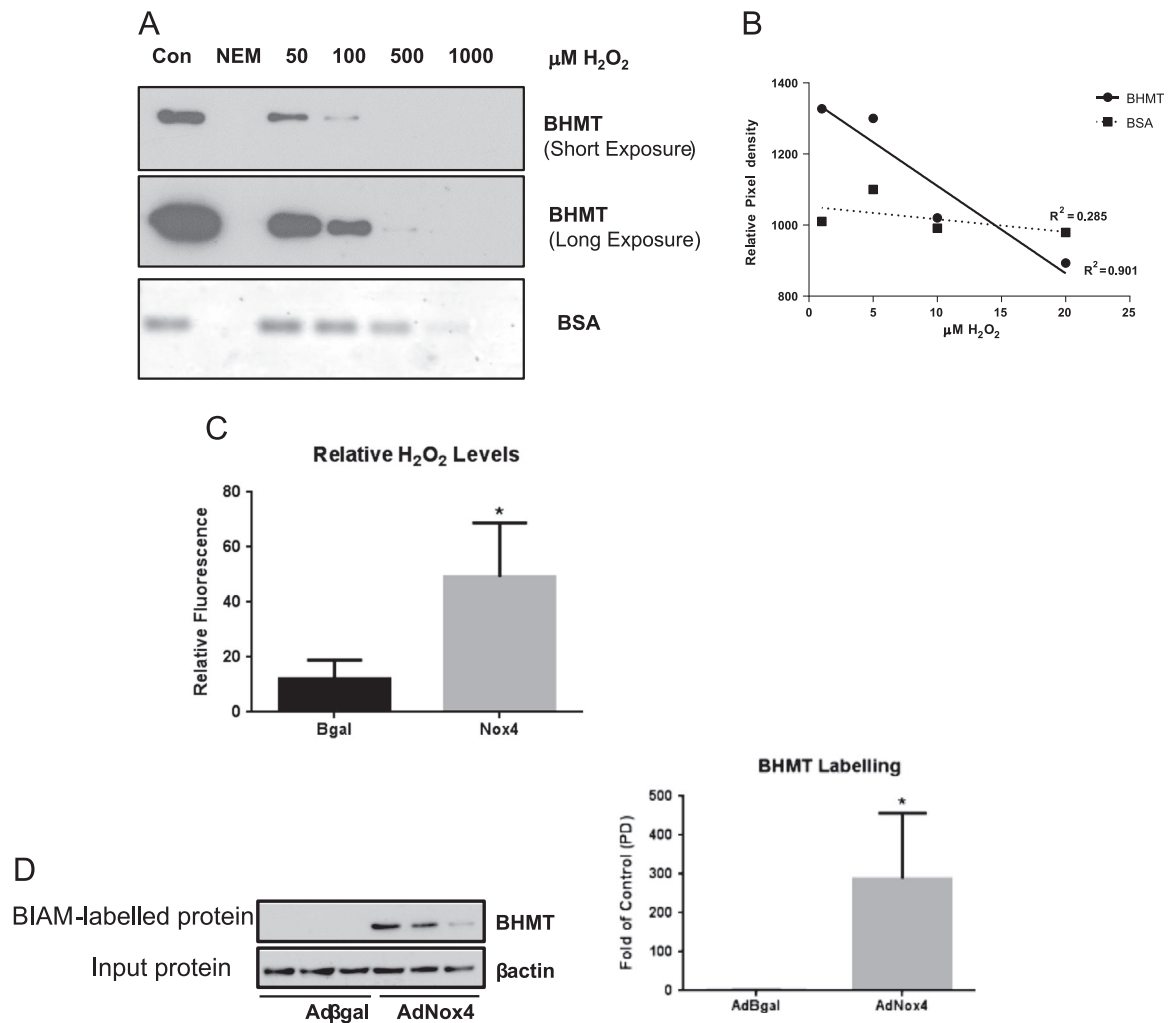 A
Con NEM 50 100 500 1000 μM H₂O₂
BHMT
(Short Exposure)
BHMT
(Long Exposure)
BSA
B
1400
1200
1000
800
Relative Pixel density
0 5 10 15 20 25
μM H₂O₂
BHMT
BSA
R² = 0.285
R² = 0.901
C
Relative H₂O₂ Levels
80
60
40
20
0
Relative Fluorescence
*
Bgal Nox4
D
BIAM-labelled protein BHMT
Input protein βactin
Adβgal AdNox4
BHMT Labelling
500
400
300
200
100
0
Fold of Control (PD)
*
AdBgal AdNox4